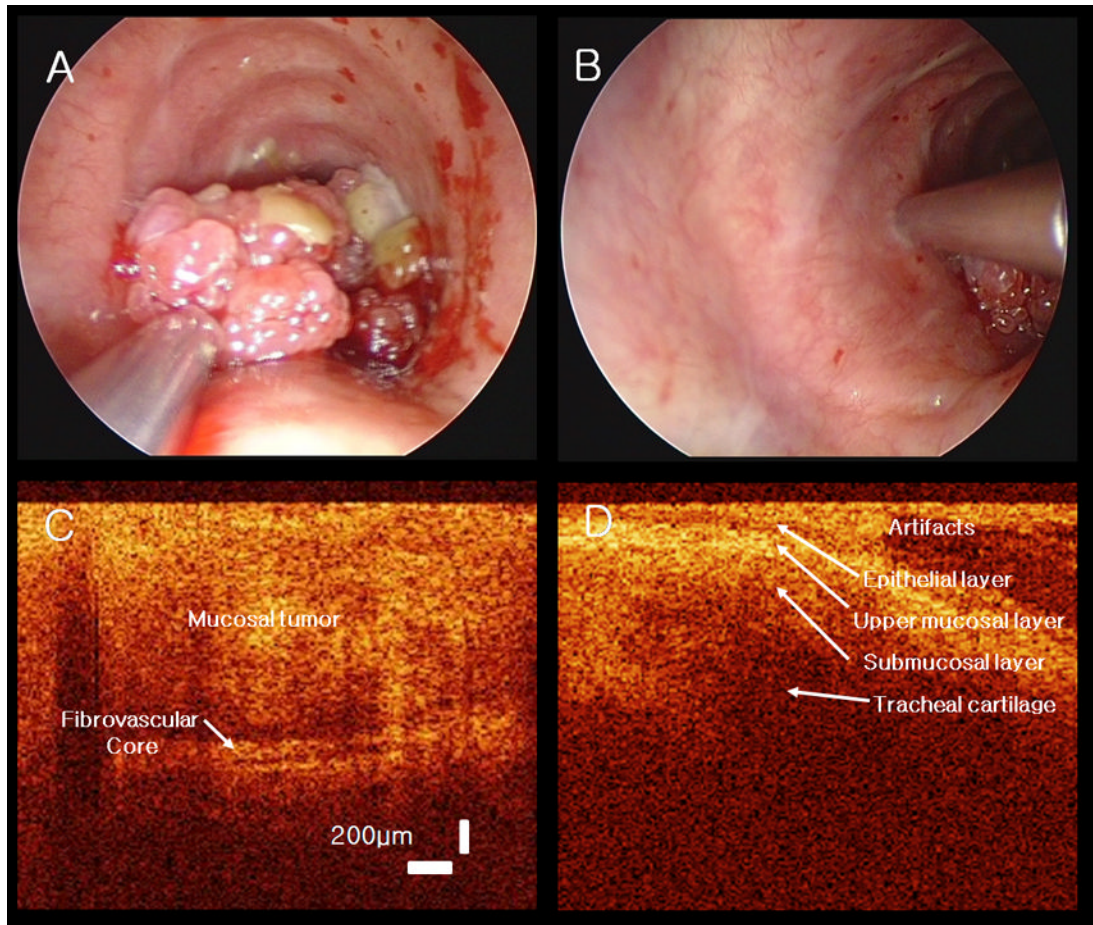 A
B
C
Mucosal tumor
Fibrovascular
Core
200μm
D
Artifacts
Epithelial layer
Upper mucosal layer
Submucosal layer
Tracheal cartilage